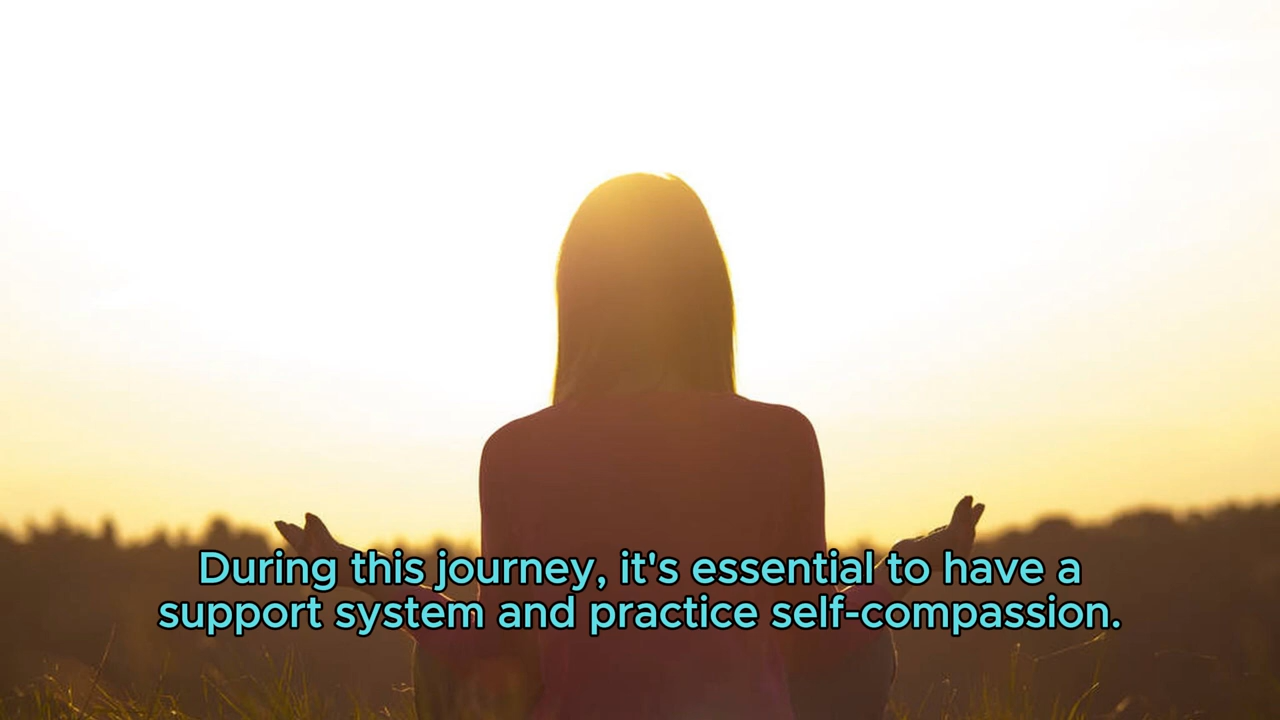 During this journey, it's essential to have a
support system and practice self-compassion.